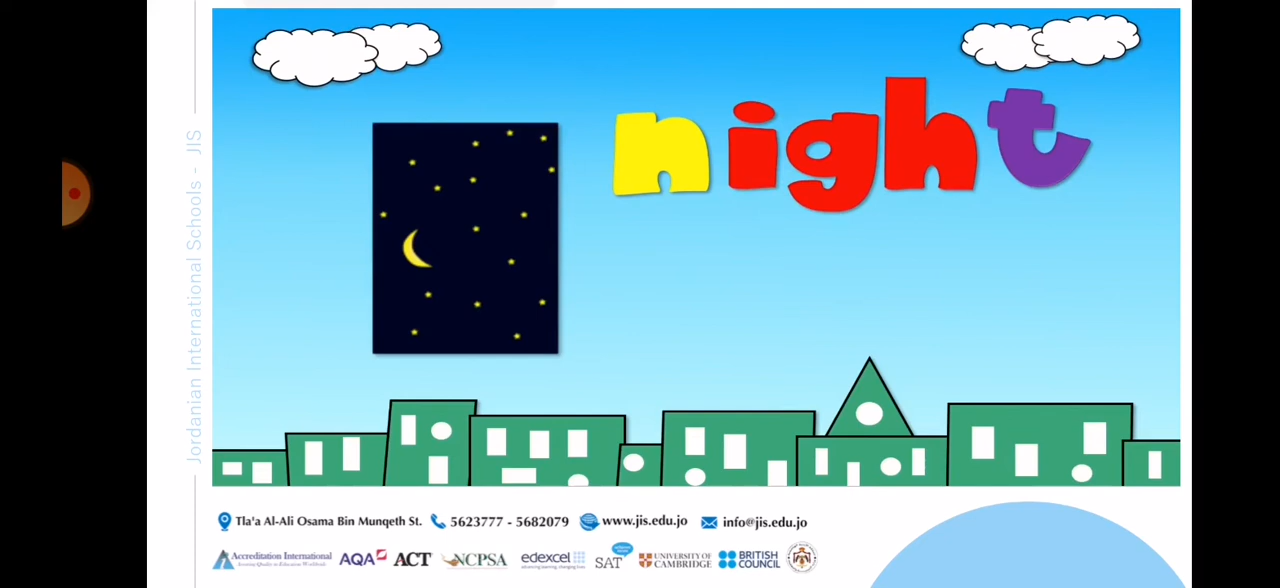 Jordanian International Schools - JIS
night
Tla'a Al-Ali Osama Bin Munqeth St. 5623777 - 5682079 www.jis.edu.jo info@jis.edu.jo
Accreditation International AQA ACT NCPSA edexcel SAT UNIVERSITY OF CAMBRIDGE BRITISH COUNCIL